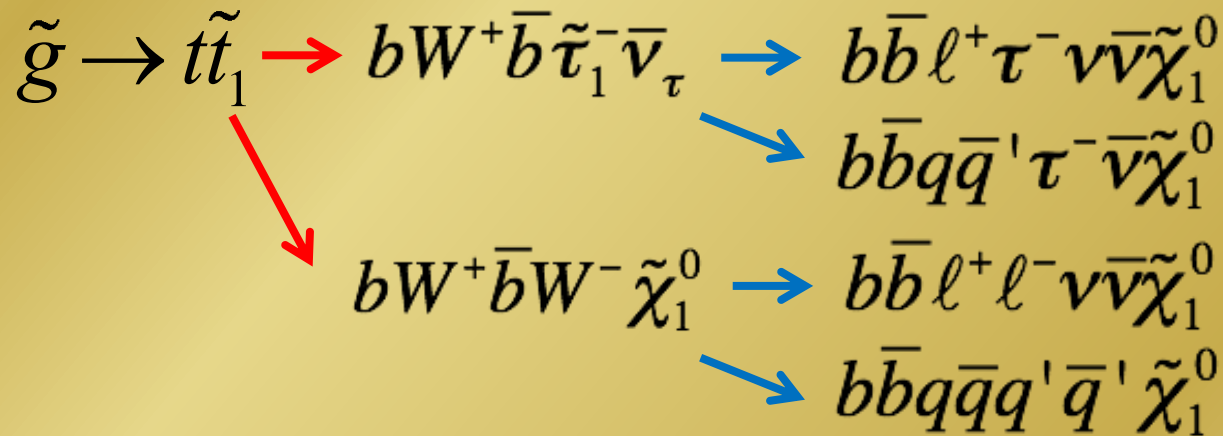 g̃ → tt̃₁ → bW⁺b̅τ̃₁⁻ν̅_τ → bb̅ℓ⁺τ⁻νν̅χ̃₁⁰
bb̅qq̅'τ⁻ν̅χ̃₁⁰
bW⁺b̅W⁻χ̃₁⁰ → bb̅ℓ⁺ℓ⁻νν̅χ̃₁⁰
bb̅qq̅q'q̅'χ̃₁⁰